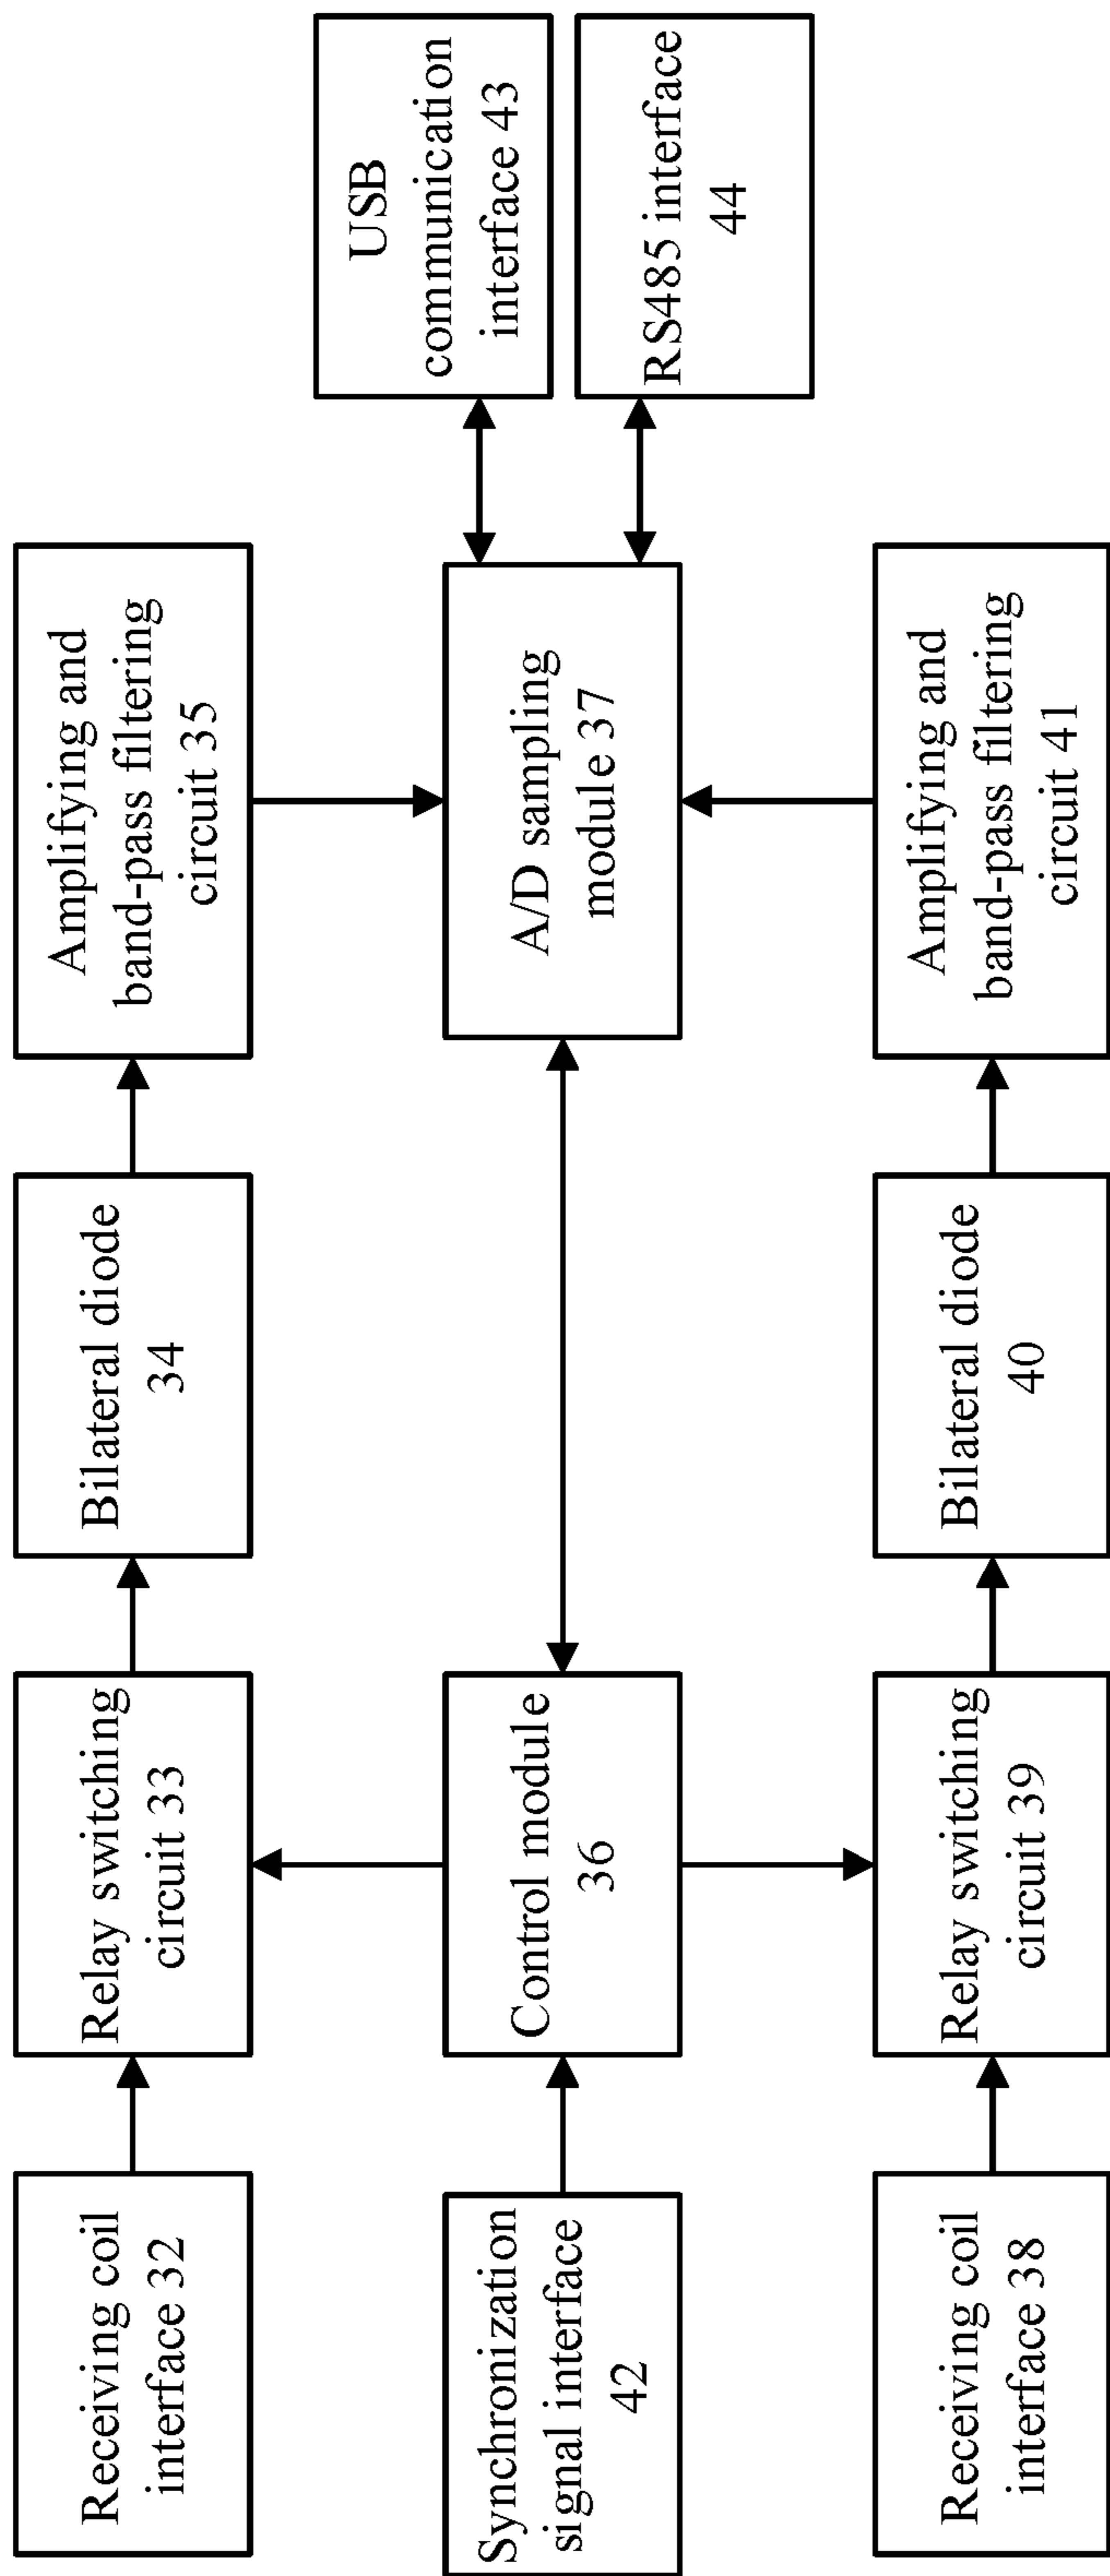 Receiving coil
interface 32
Relay switching
circuit 33
Bilateral diode
34
Amplifying and
band-pass filtering
circuit 35
Synchronization
signal interface
42
Control module
36
A/D sampling
module 37
USB
communication
interface 43
RS485 interface
44
Receiving coil
interface 38
Relay switching
circuit 39
Bilateral diode
40
Amplifying and
band-pass filtering
circuit 41